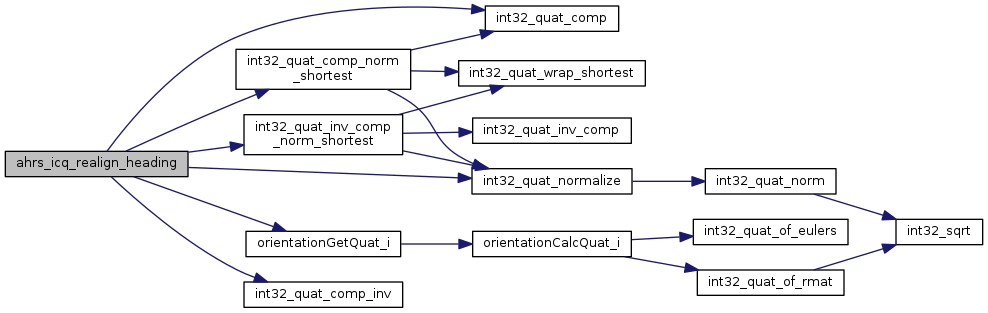 ahrs_icq_realign_heading
int32_quat_comp
int32_quat_comp_norm
_shortest
int32_quat_wrap_shortest
int32_quat_inv_comp
_norm_shortest
int32_quat_inv_comp
int32_quat_normalize
int32_quat_norm
int32_sqrt
orientationGetQuat_i
orientationCalcQuat_i
int32_quat_of_eulers
int32_quat_of_rmat
int32_quat_comp_inv